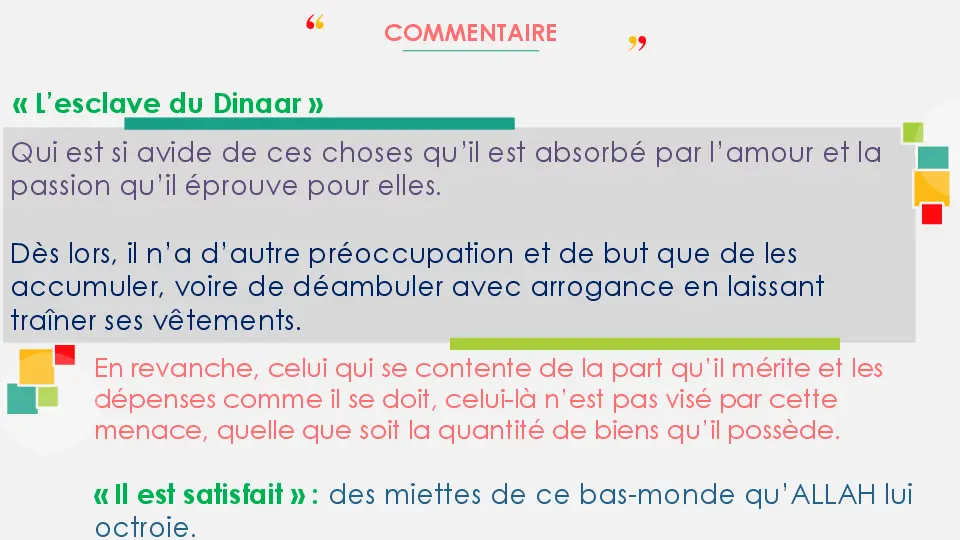 “ COMMENTAIRE ”
« L’esclave du Dinaar »
Qui est si avide de ces choses qu’il est absorbé par l’amour et la
passion qu’il éprouve pour elles.
Dès lors, il n’a d’autre préoccupation et de but que de les
accumuler, voire de déambuler avec arrogance en laissant
traîner ses vêtements.
En revanche, celui qui se contente de la part qu’il mérite et les
dépenses comme il se doit, celui-là n’est pas visé par cette
menace, quelle que soit la quantité de biens qu’il possède.
« Il est satisfait » : des miettes de ce bas-monde qu’ALLAH lui
octroie.